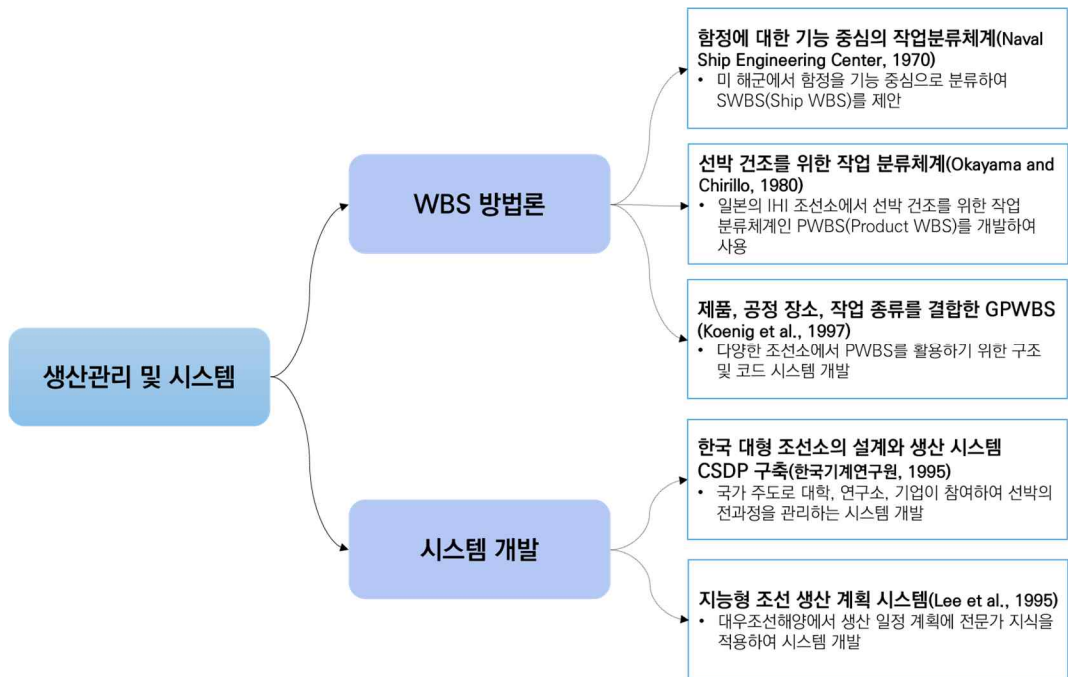 생산관리 및 시스템
WBS 방법론
함정에 대한 기능 중심의 작업분류체계(Naval
Ship Engineering Center, 1970)
• 미 해군에서 함정을 기능 중심으로 분류하여
SWBS(Ship WBS)를 제안
선박 건조를 위한 작업 분류체계(Okayama and
Chirillo, 1980)
• 일본의 IHI 조선소에서 선박 건조를 위한 작업
분류체계인 PWBS(Product WBS)를 개발하여
사용
제품, 공정 장소, 작업 종류를 결합한 GPWBS
(Koenig et al., 1997)
• 다양한 조선소에서 PWBS를 활용하기 위한 구조
및 코드 시스템 개발
시스템 개발
한국 대형 조선소의 설계와 생산 시스템
CSDP 구축(한국기계연구원, 1995)
• 국가 주도로 대학, 연구소, 기업이 참여하여 선박의
전과정을 관리하는 시스템 개발
지능형 조선 생산 계획 시스템(Lee et al., 1995)
• 대우조선해양에서 생산 일정 계획에 전문가 지식을
적용하여 시스템 개발